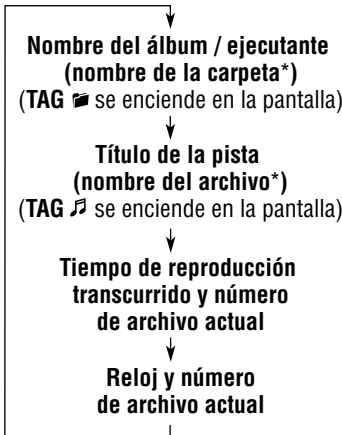 Nombre del álbum / ejecutante
(nombre de la carpeta*)
(TAG se enciende en la pantalla)
Título de la pista
(nombre del archivo*)
(TAG se enciende en la pantalla)
Tiempo de reproducción
transcurrido y número
de archivo actual
Reloj y número
de archivo actual